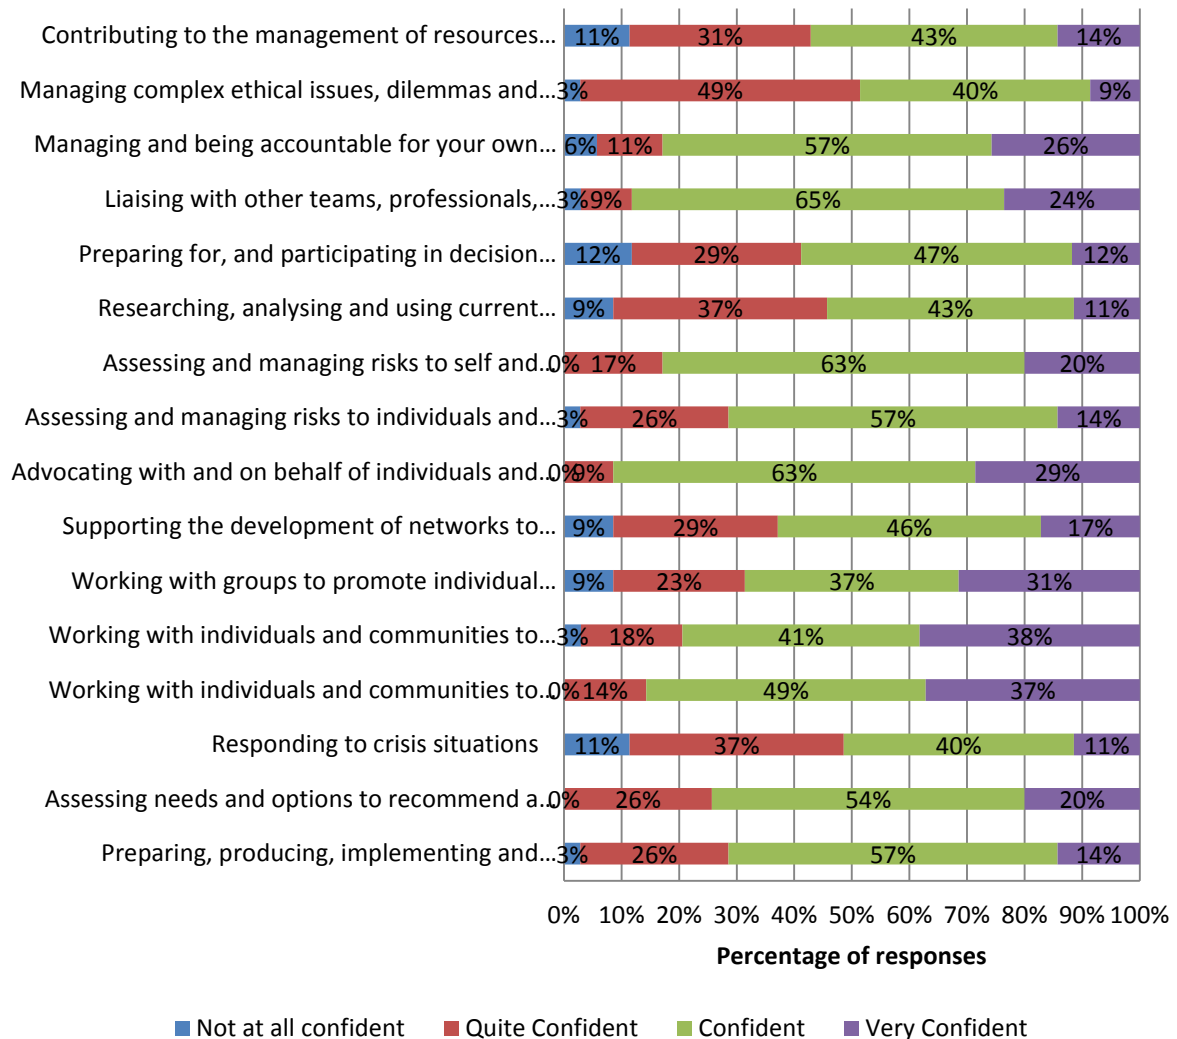 Contributing to the management of resources... 11% 31% 43% 14%
Managing complex ethical issues, dilemmas and... 3% 49% 40% 9%
Managing and being accountable for your own... 6% 11% 57% 26%
Liaising with other teams, professionals,... 3% 9% 65% 24%
Preparing for, and participating in decision... 12% 29% 47% 12%
Researching, analysing and using current... 9% 37% 43% 11%
Assessing and managing risks to self and... 0% 17% 63% 20%
Assessing and managing risks to individuals and... 3% 26% 57% 14%
Advocating with and on behalf of individuals and... 0% 9% 63% 29%
Supporting the development of networks to... 9% 29% 46% 17%
Working with groups to promote individual... 9% 23% 37% 31%
Working with individuals and communities to... 3% 18% 41% 38%
Working with individuals and communities to... 0% 14% 49% 37%
Responding to crisis situations 11% 37% 40% 11%
Assessing needs and options to recommend a... 0% 26% 54% 20%
Preparing, producing, implementing and... 3% 26% 57% 14%
0% 10% 20% 30% 40% 50% 60% 70% 80% 90% 100%
Percentage of responses
Not at all confident Quite Confident Confident Very Confident